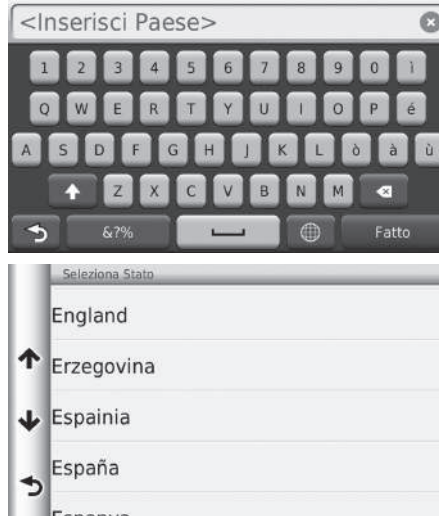 <Inserisci Paese>
1 2 3 4 5 6 7 8 9 0 ì
Q W E R T Y U I O P é
A S D F G H J K L ò à ù
Z X C V B N M
&?% Fatto
Seleziona Stato
England
Erzegovina
Espainia
España